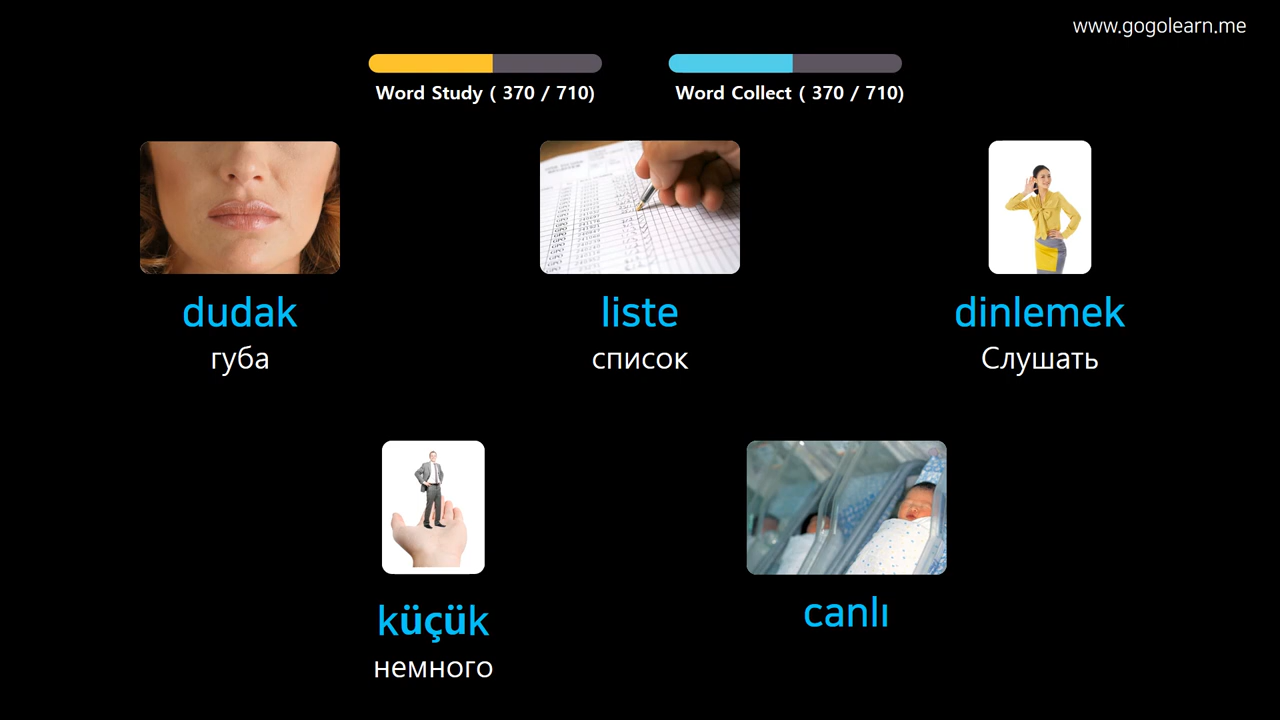 www.gogolearn.me
Word Study ( 370 / 710)
Word Collect ( 370 / 710)
dudak
губа
liste
список
dinlemek
Слушать
küçük
немного
canlı